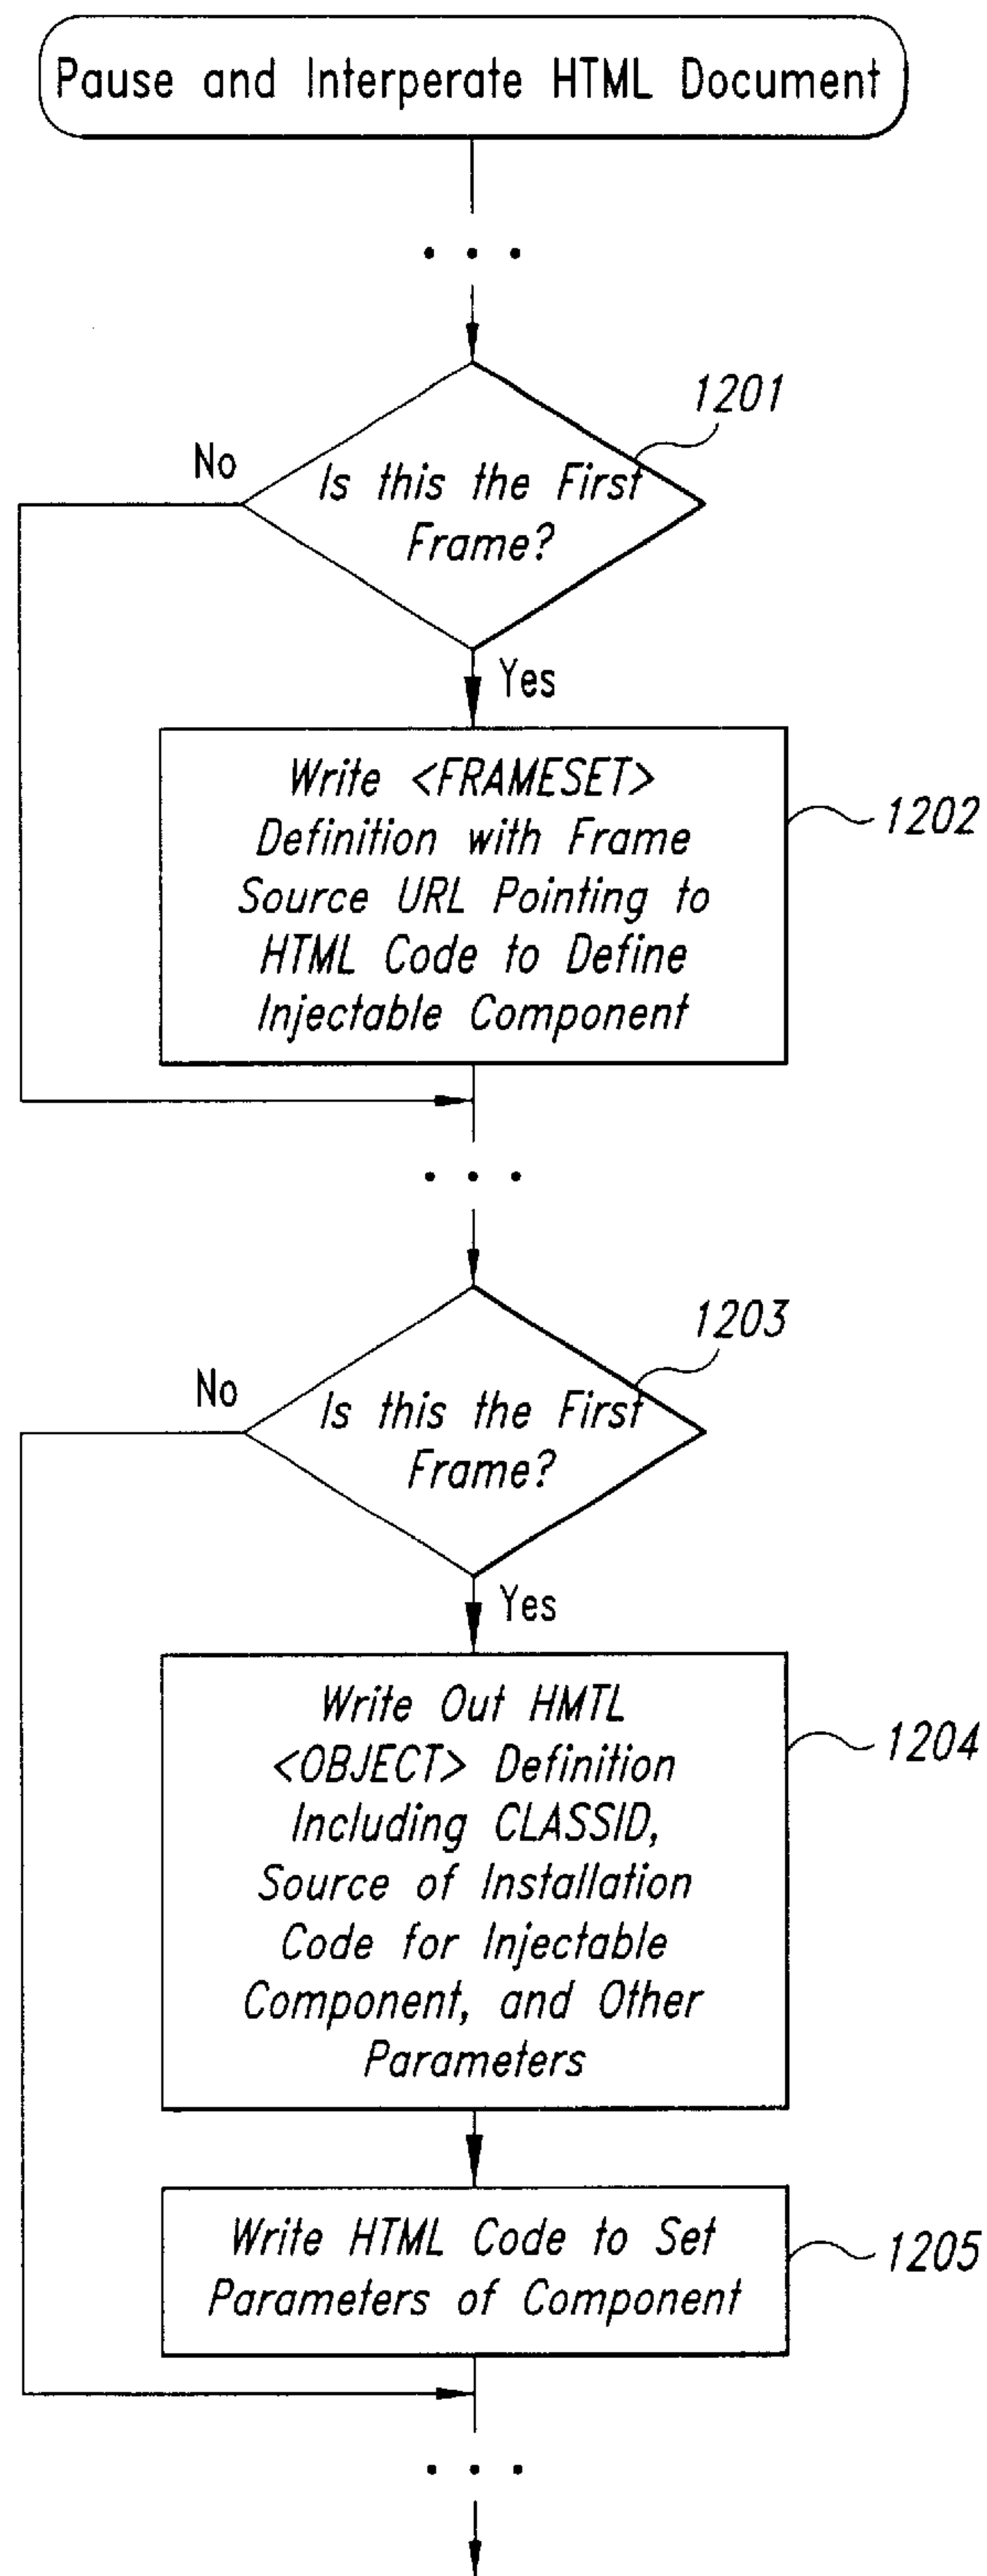 Pause and Interperate HTML Document
1201
No
Is this the First
Frame?
Yes
Write <FRAMESET>
Definition with Frame
Source URL Pointing to
HTML Code to Define
Injectable Component
1202
1203
No
Is this the First
Frame?
Yes
Write Out HMTL
<OBJECT> Definition
Including CLASSID,
Source of Installation
Code for Injectable
Component, and Other
Parameters
1204
Write HTML Code to Set
Parameters of Component
1205